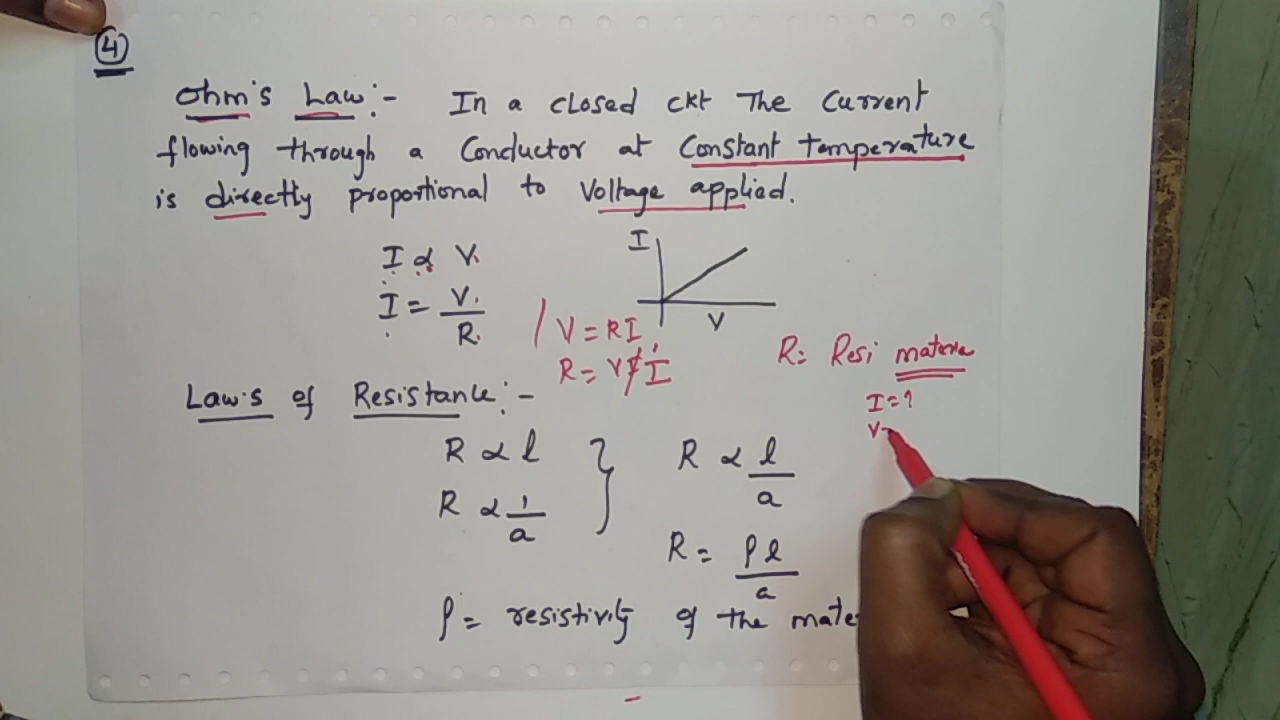 4
Ohm's Law:- In a closed ckt The Current
flowing through a Conductor at Constant temperature
is directly proportional to Voltage applied.
I ∝ V
I = V/R
I
V
V = RI
R = V/I
R: Resi materia
I = ?
V-
Law's of Resistance:-
R ∝ l
R ∝ 1/a
R ∝ l/a
R = ρl/a
ρ = resistivity of the mate